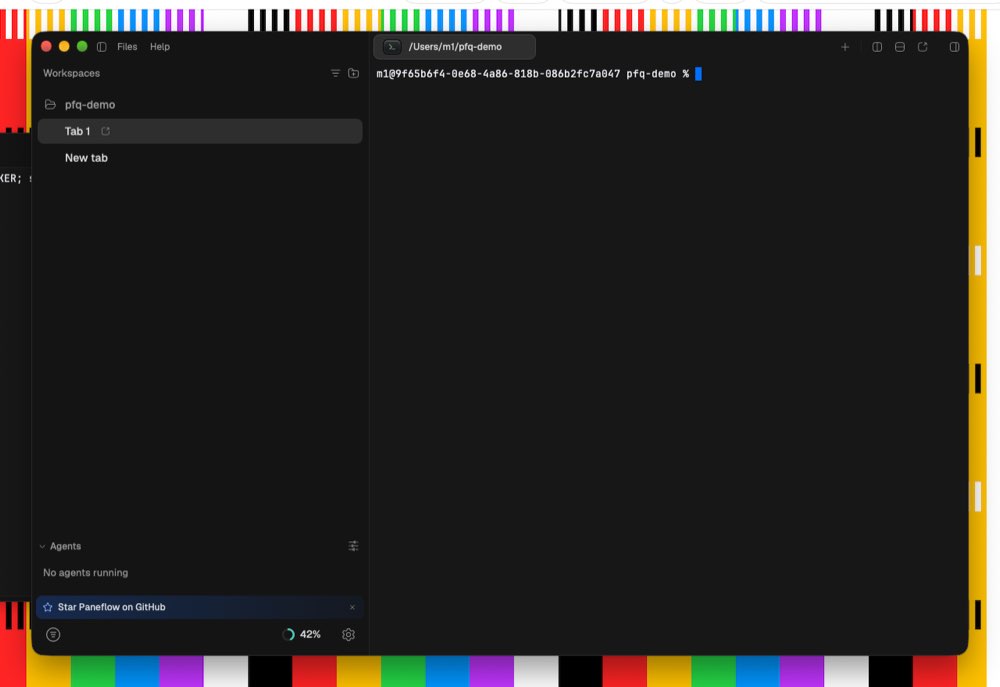 Files Help
/Users/m1/pfq-demo
Workspaces
m1@9f65b6f4-0e68-4a86-818b-086b2fc7a047 pfq-demo %
pfq-demo
Tab 1
New tab
KER;
Agents
No agents running
Star Paneflow on GitHub
42%